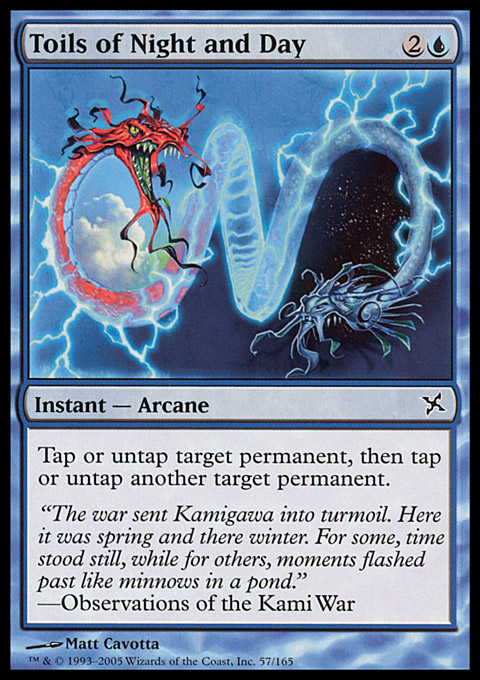 Toils of Night and Day 2
Instant — Arcane
Tap or untap target permanent, then tap
or untap another target permanent.
“The war sent Kamigawa into turmoil. Here
it was spring and there winter. For some, time
stood still, while for others, moments flashed
past like minnows in a pond.”
—Observations of the Kami War
Matt Cavotta
™ & © 1993–2005 Wizards of the Coast, Inc. 57/165